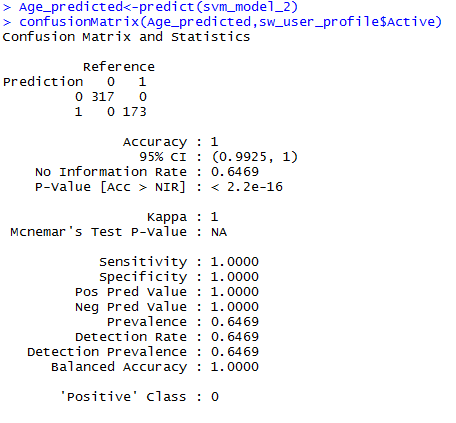 > Age_predicted<-predict(svm_model_2)
> confusionMatrix(Age_predicted,sw_user_profile$Active)
Confusion Matrix and Statistics
Reference
Prediction 0 1
0 317 0
1 0 173
Accuracy : 1
95% CI : (0.9925, 1)
No Information Rate : 0.6469
P-Value [Acc > NIR] : < 2.2e-16
Kappa : 1
Mcnemar's Test P-Value : NA
Sensitivity : 1.0000
Specificity : 1.0000
Pos Pred Value : 1.0000
Neg Pred Value : 1.0000
Prevalence : 0.6469
Detection Rate : 0.6469
Detection Prevalence : 0.6469
Balanced Accuracy : 1.0000
'Positive' Class : 0